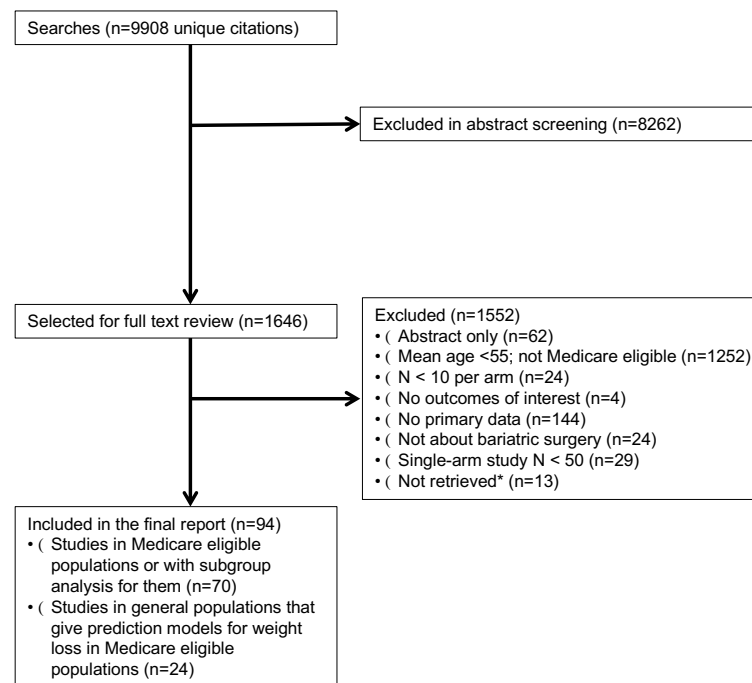 Searches (n=9908 unique citations)
Excluded in abstract screening (n=8262)
Selected for full text review (n=1646)
Excluded (n=1552)
• ( Abstract only (n=62)
• ( Mean age <55; not Medicare eligible (n=1252)
• ( N < 10 per arm (n=24)
• ( No outcomes of interest (n=4)
• ( No primary data (n=144)
• ( Not about bariatric surgery (n=24)
• ( Single-arm study N < 50 (n=29)
• ( Not retrieved* (n=13)
Included in the final report (n=94)
• ( Studies in Medicare eligible
populations or with subgroup
analysis for them (n=70)
• ( Studies in general populations that
give prediction models for weight
loss in Medicare eligible
populations (n=24)